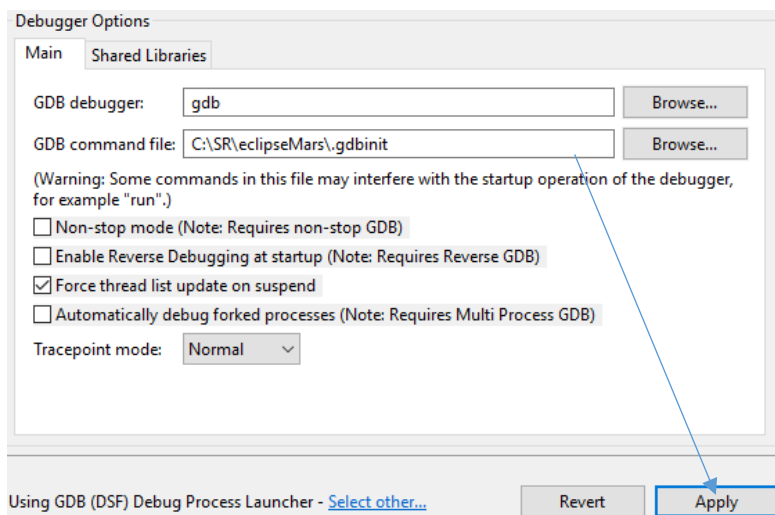 Debugger Options
Main Shared Libraries
GDB debugger: gdb Browse...
GDB command file: C:\SR\eclipseMars\.gdbinit Browse...
(Warning: Some commands in this file may interfere with the startup operation of the debugger,
for example "run".)
Non-stop mode (Note: Requires non-stop GDB)
Enable Reverse Debugging at startup (Note: Requires Reverse GDB)
Force thread list update on suspend
Automatically debug forked processes (Note: Requires Multi Process GDB)
Tracepoint mode: Normal
Using GDB (DSF) Debug Process Launcher - Select other... Revert Apply